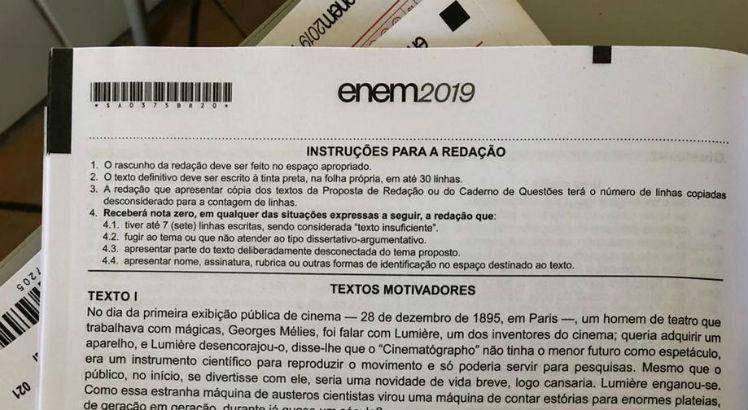 enem2019
*SA0375BR20*
enem2019
INSTRUÇÕES PARA A REDAÇÃO
1. O rascunho da redação deve ser feito no espaço apropriado.
2. O texto definitivo deve ser escrito à tinta preta, na folha própria, em até 30 linhas.
3. A redação que apresentar cópia dos textos da Proposta de Redação ou do Caderno de Questões terá o número de linhas copiadas
desconsiderado para a contagem de linhas.
4. Receberá nota zero, em qualquer das situações expressas a seguir, a redação que:
4.1. tiver até 7 (sete) linhas escritas, sendo considerada "texto insuficiente".
4.2. fugir ao tema ou que não atender ao tipo dissertativo-argumentativo.
4.3. apresentar parte do texto deliberadamente desconectada do tema proposto.
4.4. apresentar nome, assinatura, rubrica ou outras formas de identificação no espaço destinado ao texto.
TEXTOS MOTIVADORES
TEXTO I
No dia da primeira exibição pública de cinema — 28 de dezembro de 1895, em Paris —, um homem de teatro que
trabalhava com mágicas, Georges Mélies, foi falar com Lumière, um dos inventores do cinema; queria adquirir um
aparelho, e Lumière desencorajou-o, disse-lhe que o "Cinematógrapho" não tinha o menor futuro como espetáculo,
era um instrumento científico para reproduzir o movimento e só poderia servir para pesquisas. Mesmo que o
público, no início, se divertisse com ele, seria uma novidade de vida breve, logo cansaria. Lumière enganou-se.
Como essa estranha máquina de austeros cientistas virou uma máquina de contar estórias para enormes plateias,
de geração em geração, durante já
7205
021